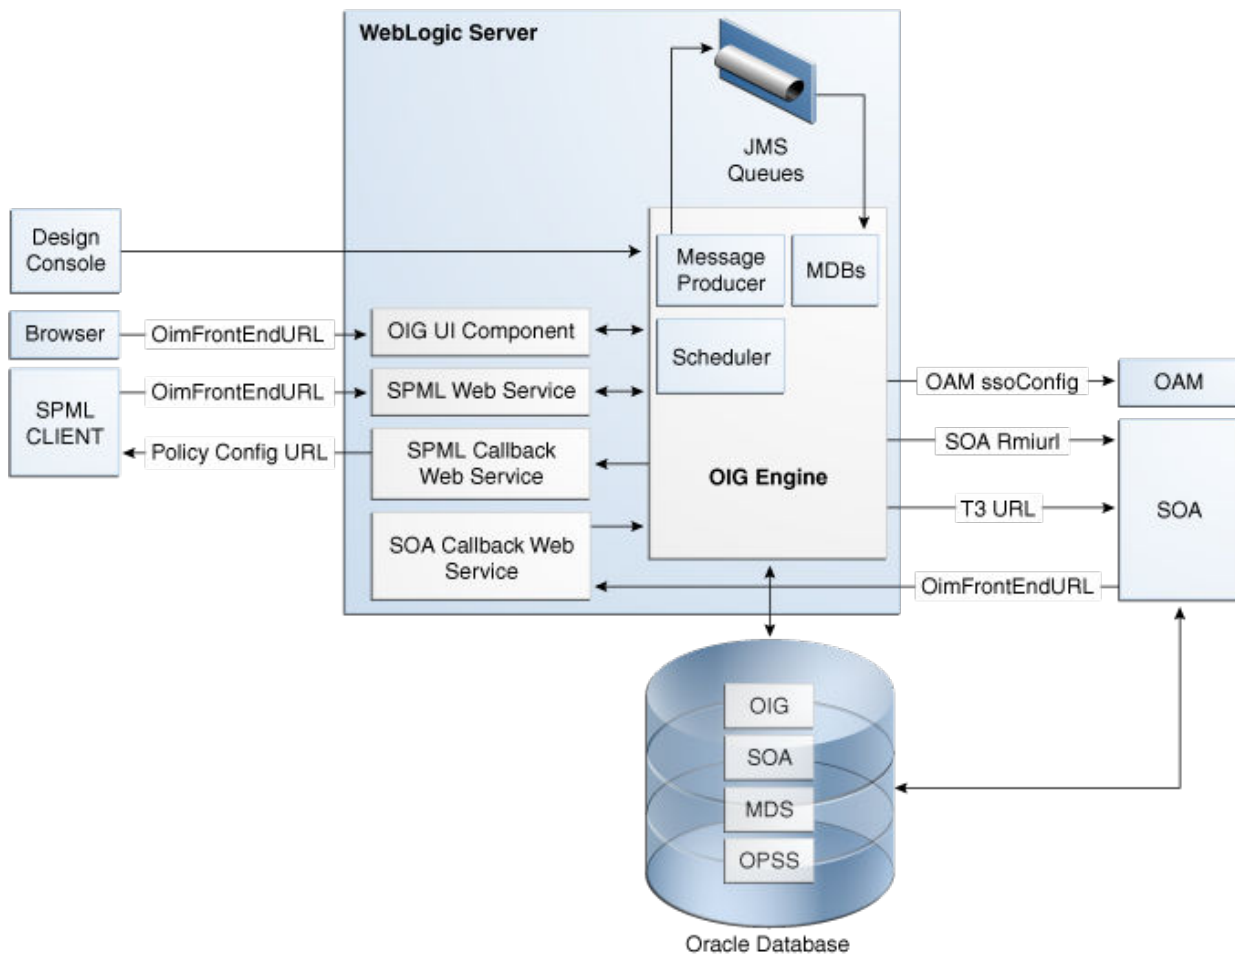 WebLogic Server
JMS
Queues
Design
Console
Message
Producer
MDBs
Browser
OimFrontEndURL
OIG UI Component
Scheduler
SPML
CLIENT
OimFrontEndURL
SPML Web Service
OAM ssoConfig
OAM
Policy Config URL
SPML Callback
Web Service
OIG Engine
SOA Rmiurl
T3 URL
SOA
SOA Callback Web
Service
OimFrontEndURL
OIG
SOA
MDS
OPSS
Oracle Database